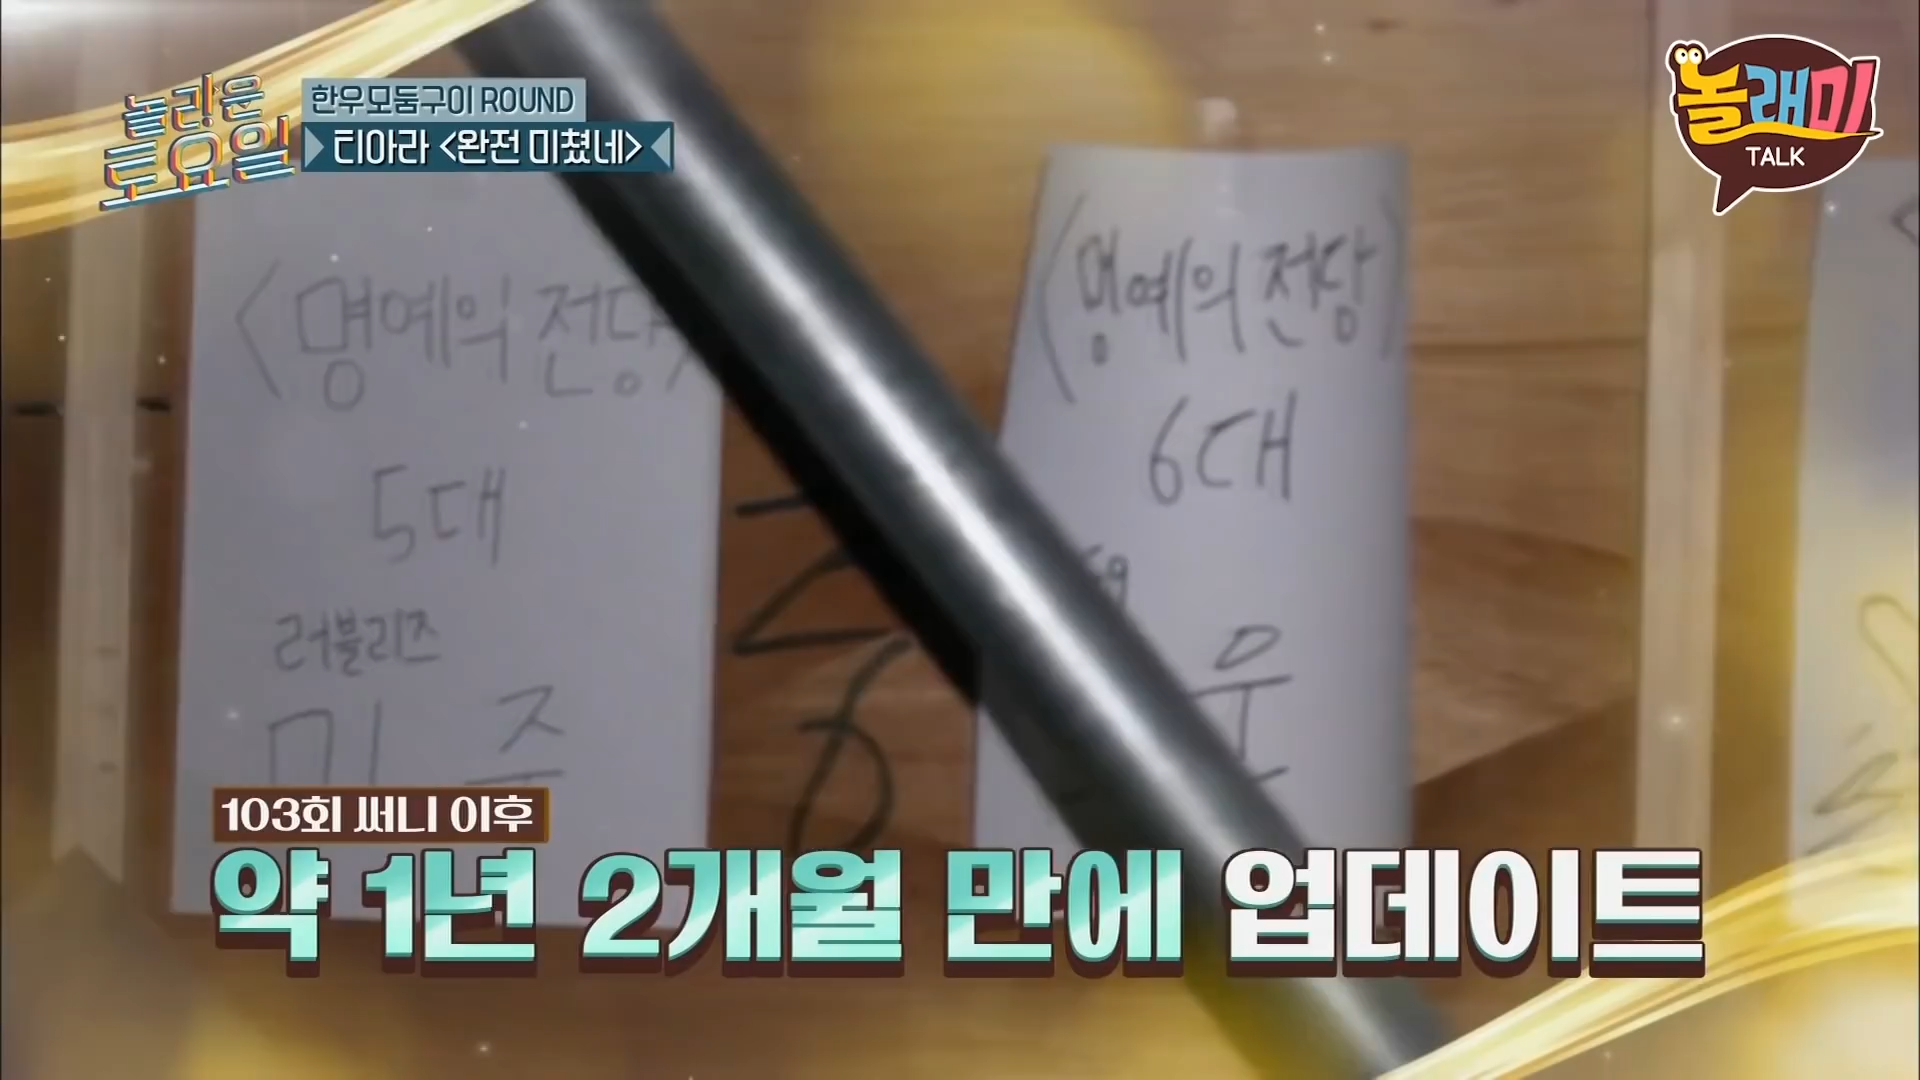 놀라운
토요일
한우모둠구이 ROUND
티아라 <완전 미쳤네>
놀래미
TALK
<명예의 전당>
5대
러블리즈
미주
<명예의 전당>
6대
윤
103회 써니 이후
약 1년 2개월 만에 업데이트